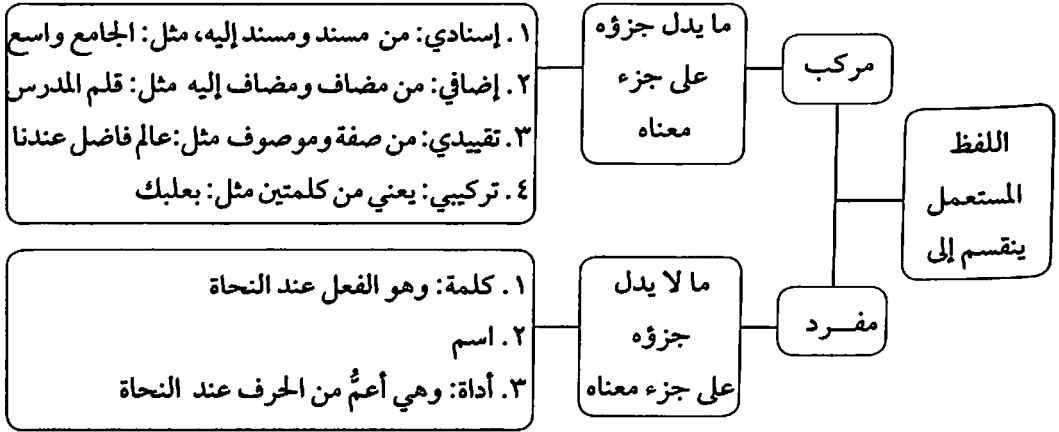 اللفظ
المستعمل
ينقسم إلى
مركب
ما يدل جزؤه
على جزء
معناه
١. إسنادي: من مسند ومسند إليه، مثل: الجامع واسع
٢. إضافي: من مضاف ومضاف إليه مثل: قلم المدرس
٣. تقييدي: من صفة وموصوف مثل: عالم فاضل عندنا
٤. تركيبي: يعني من كلمتين مثل: بعلبك
مفـــرد
ما لا يدل
جزؤه
على جزء معناه
١. كلمة: وهو الفعل عند النحاة
٢. اسم
٣. أداة: وهي أعمُّ من الحرف عند النحاة